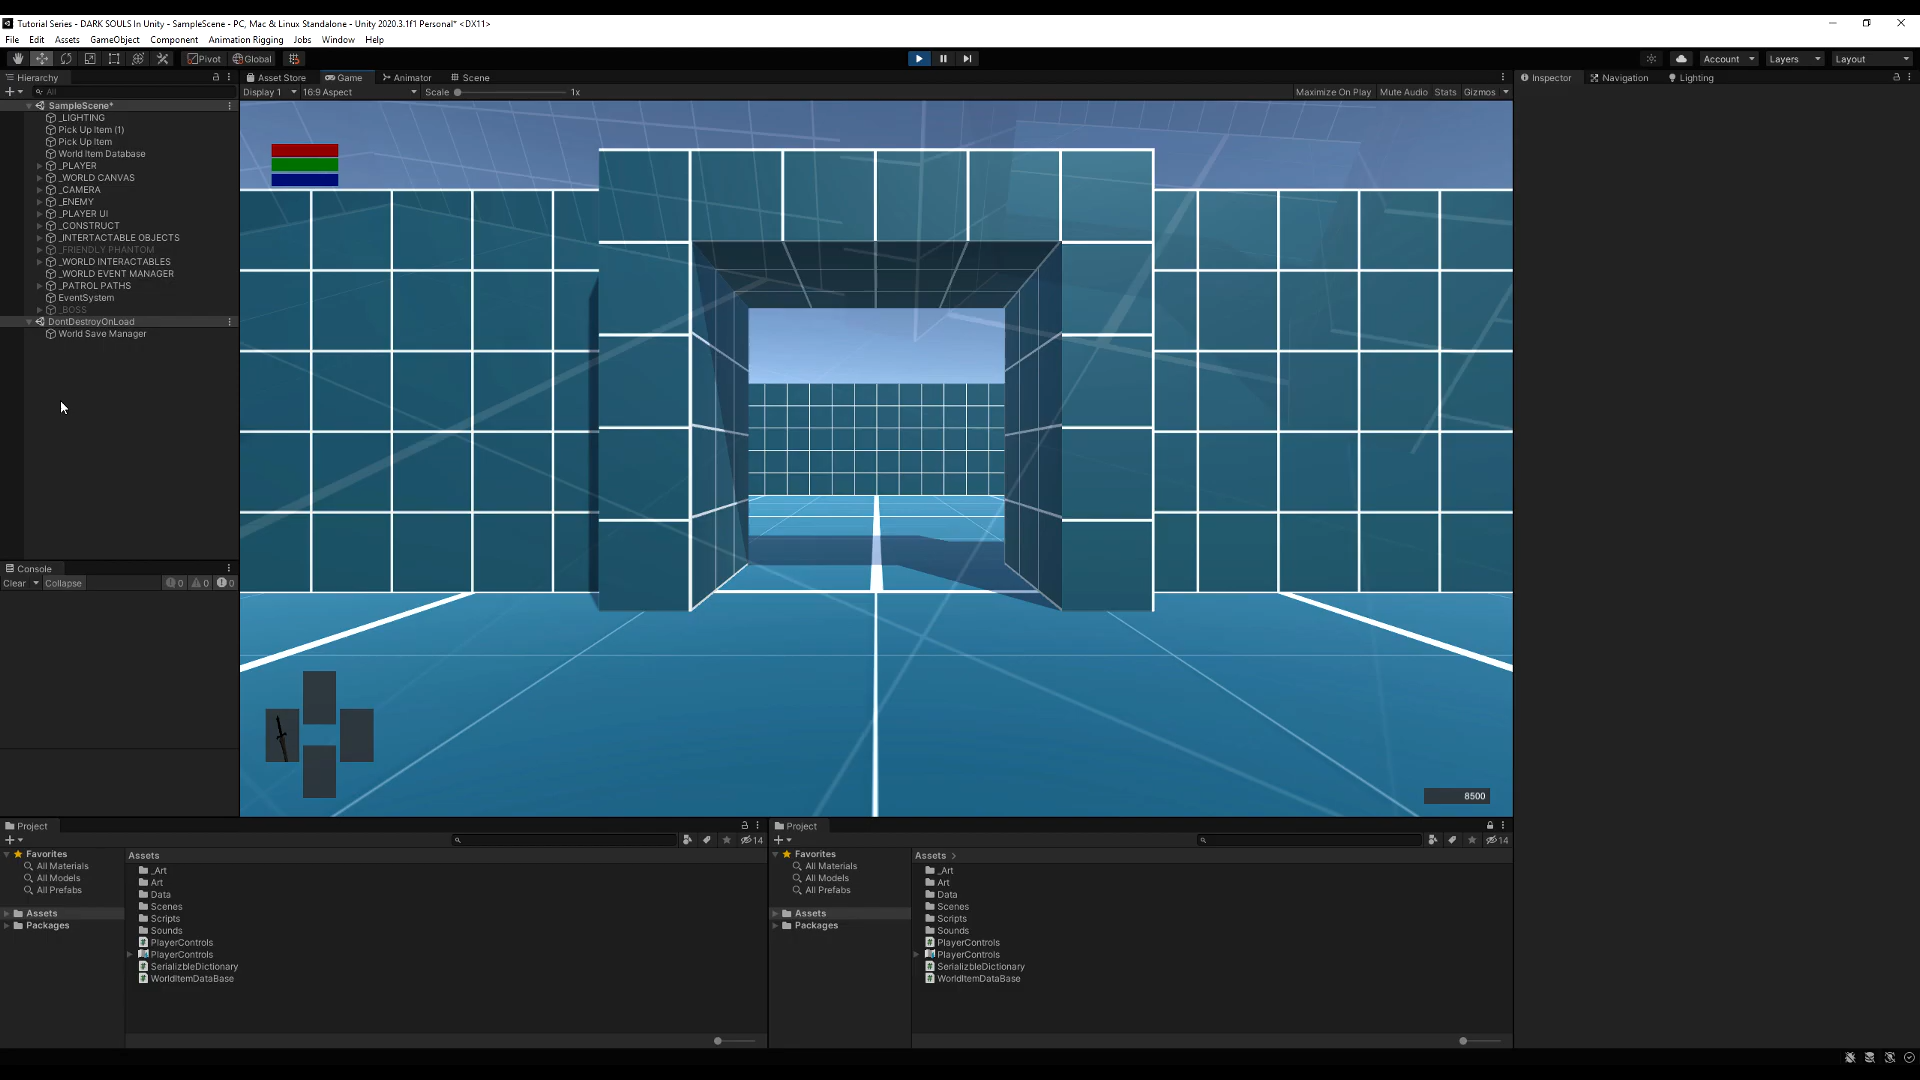 Tutorial Series - DARK SOULS In Unity - SampleScene - PC, Mac & Linux Standalone - Unity 2020.3.1f1 Personal* <DX11>
File Edit Assets GameObject Component Animation Rigging Jobs Window Help
Pivot Global Account Layers Layout
Hierarchy
All
SampleScene*
_LIGHTING
Pick Up Item (1)
Pick Up Item
World Item Database
_PLAYER
_WORLD CANVAS
_CAMERA
_ENEMY
_PLAYER UI
_CONSTRUCT
_INTERTACTABLE OBJECTS
_FRIENDLY PHANTOM
_WORLD INTERACTABLES
_WORLD EVENT MANAGER
_PATROL PATHS
EventSystem
_BOSS
DontDestroyOnLoad
World Save Manager
Console
Clear Collapse 0 0 0
Asset Store Game Animator Scene
Display 1 16:9 Aspect Scale 1x Maximize On Play Mute Audio Stats Gizmos
8500
Inspector Navigation Lighting
Project
14
Favorites
All Materials
All Models
All Prefabs
Assets
Packages
Assets
_Art
Art
Data
Scenes
Scripts
Sounds
PlayerControls
PlayerControls
SerializbleDictionary
WorldItemDataBase
Project
14
Favorites
All Materials
All Models
All Prefabs
Assets
Packages
Assets >
_Art
Art
Data
Scenes
Scripts
Sounds
PlayerControls
PlayerControls
SerializbleDictionary
WorldItemDataBase